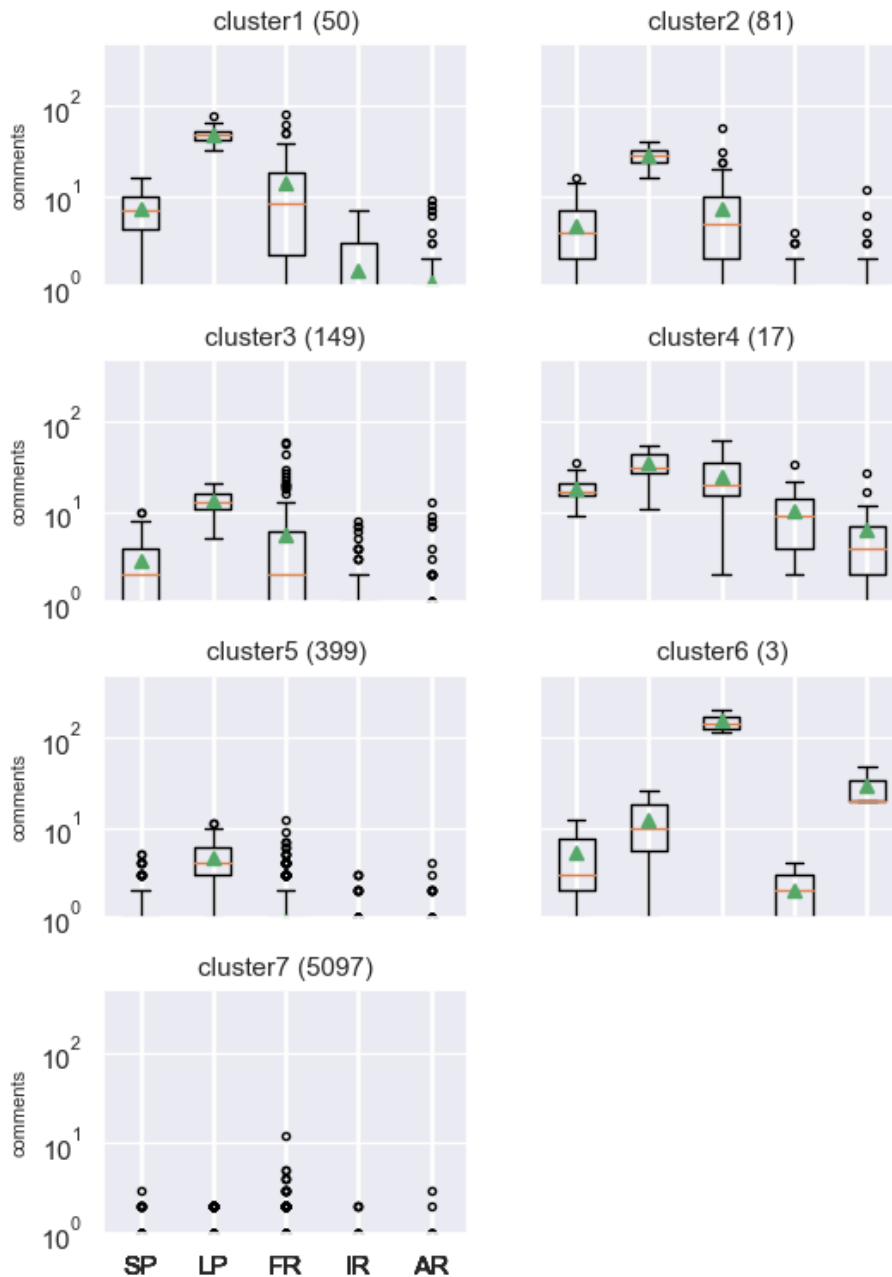 cluster1 (50)
cluster2 (81)
comments
10^2
10^1
10^0
cluster3 (149)
cluster4 (17)
comments
10^2
10^1
10^0
cluster5 (399)
cluster6 (3)
comments
10^2
10^1
10^0
cluster7 (5097)
comments
10^2
10^1
10^0
SP LP FR IR AR